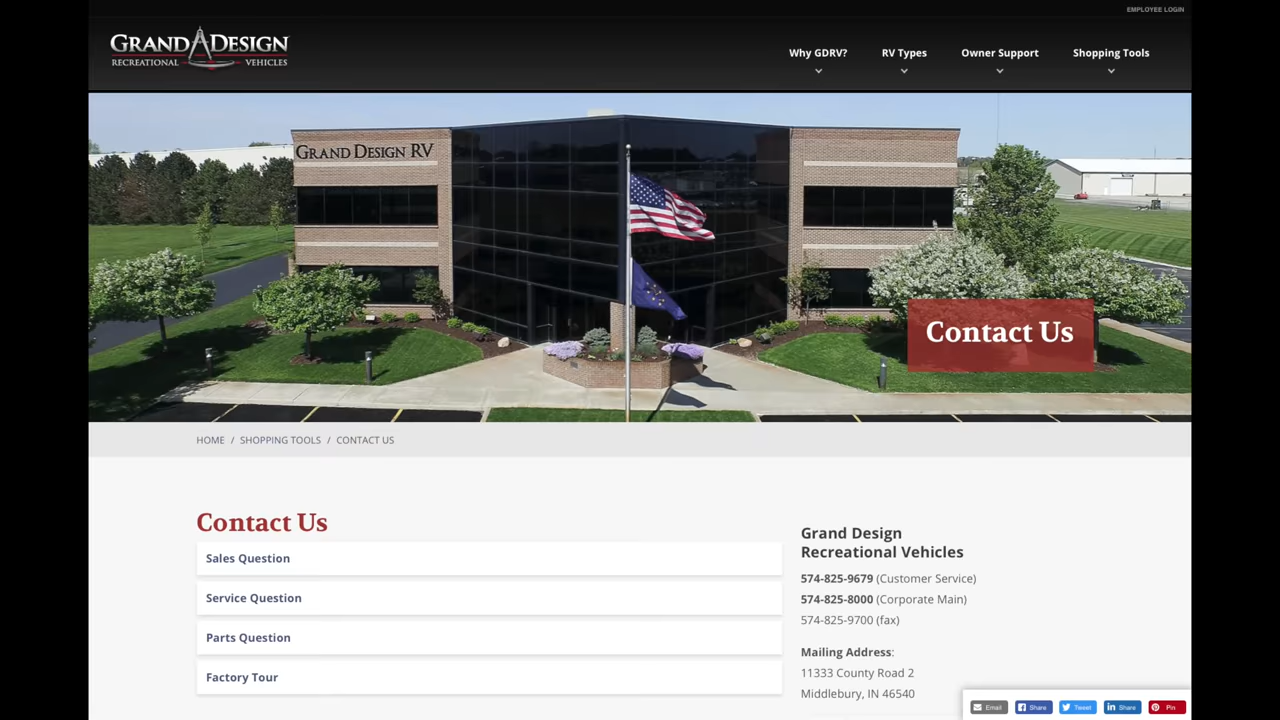 EMPLOYEE LOGIN
GRAND DESIGN
RECREATIONAL VEHICLES
Why GDRV?
RV Types
Owner Support
Shopping Tools
GRAND DESIGN RV
Contact Us
HOME / SHOPPING TOOLS / CONTACT US
Contact Us
Sales Question
Service Question
Parts Question
Factory Tour
Grand Design
Recreational Vehicles
574-825-9679 (Customer Service)
574-825-8000 (Corporate Main)
574-825-9700 (fax)
Mailing Address:
11333 County Road 2
Middlebury, IN 46540
Email
Share
Tweet
Share
Pin